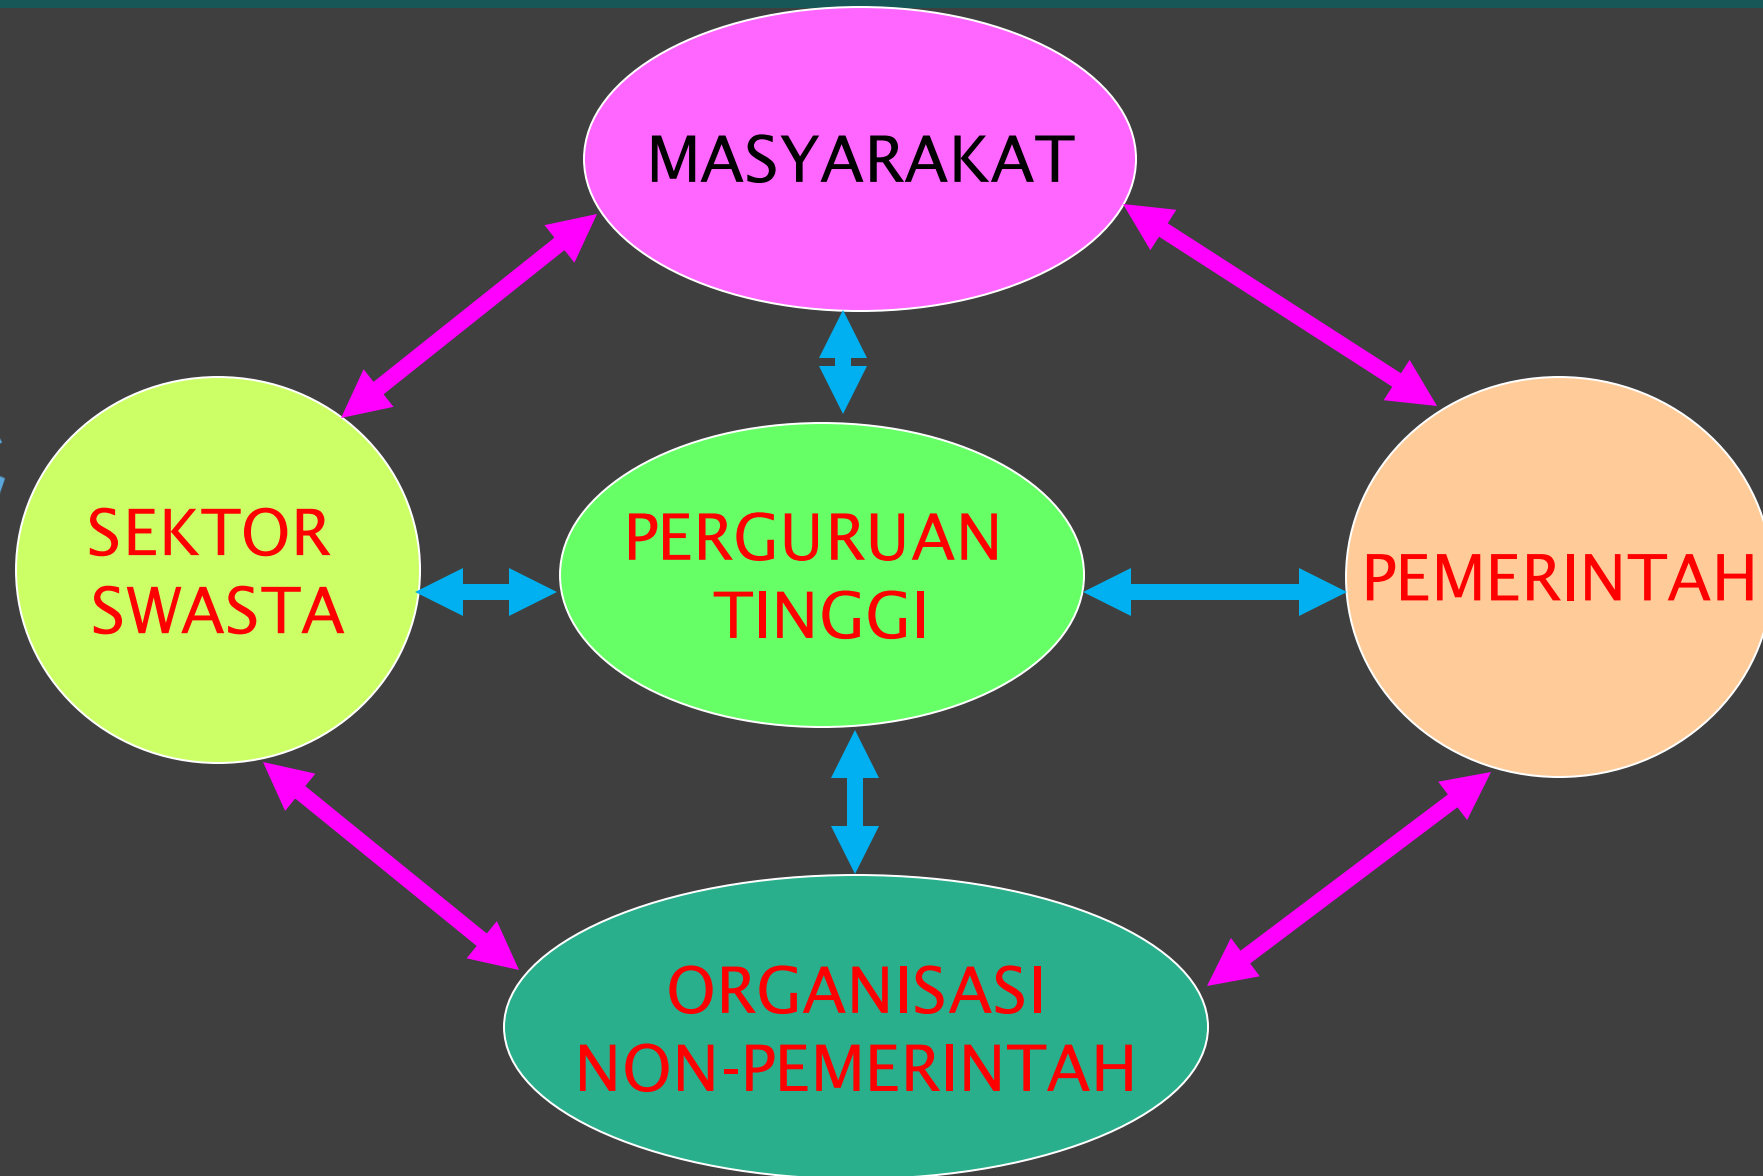 MASYARAKAT
SEKTOR
SWASTA
PERGURUAN
TINGGI
PEMERINTAH
ORGANISASI
NON-PEMERINTAH